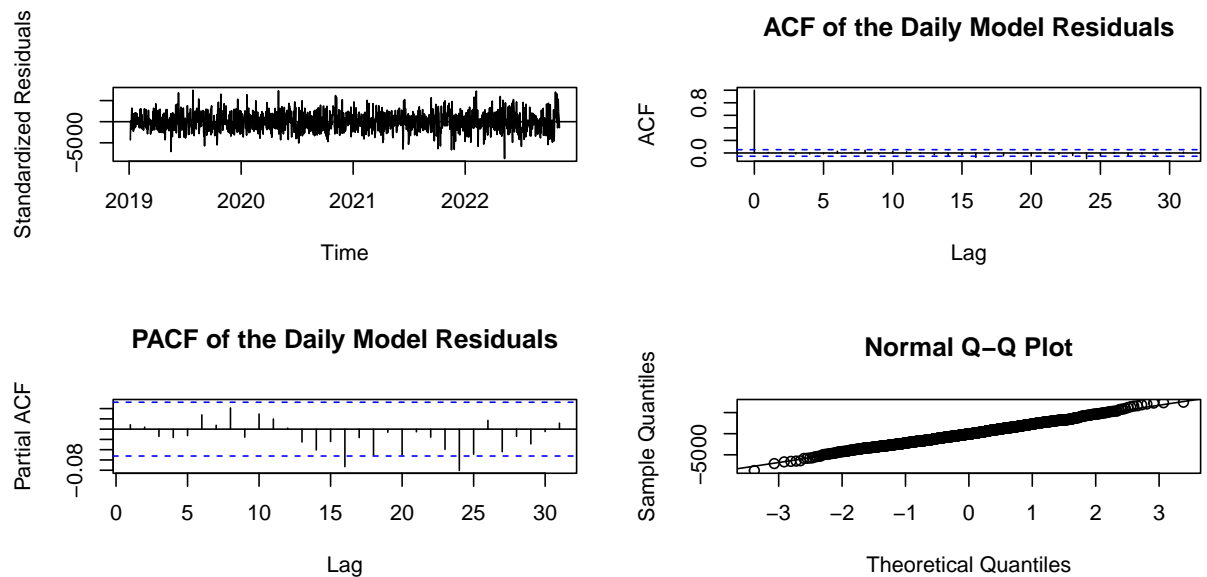 Standardized Residuals
−5000
2019 2020 2021 2022
Time
ACF of the Daily Model Residuals
ACF
0.8
0.0
0 5 10 15 20 25 30
Lag
PACF of the Daily Model Residuals
Partial ACF
−0.08
0 5 10 15 20 25 30
Lag
Normal Q−Q Plot
Sample Quantiles
−5000
−3 −2 −1 0 1 2 3
Theoretical Quantiles